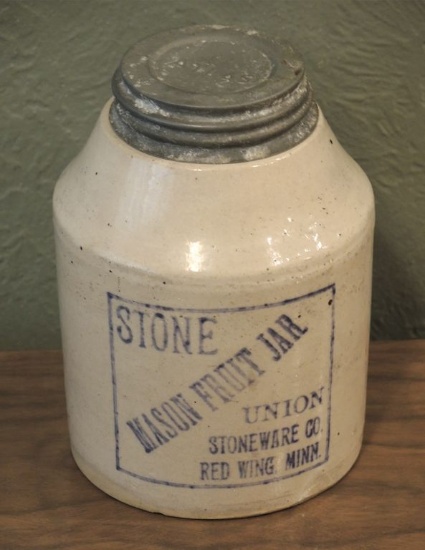 STONE
MASON FRUIT JAR
UNION
STONEWARE CO.
RED WING, MINN.